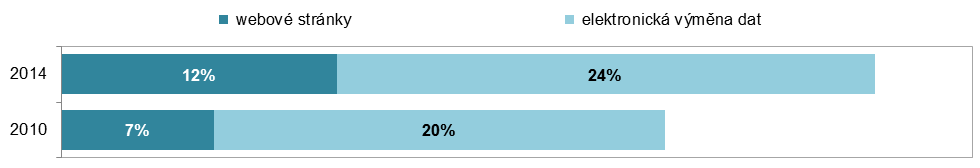 webové stránky elektronická výměna dat
2014 12% 24%
2010 7% 20%